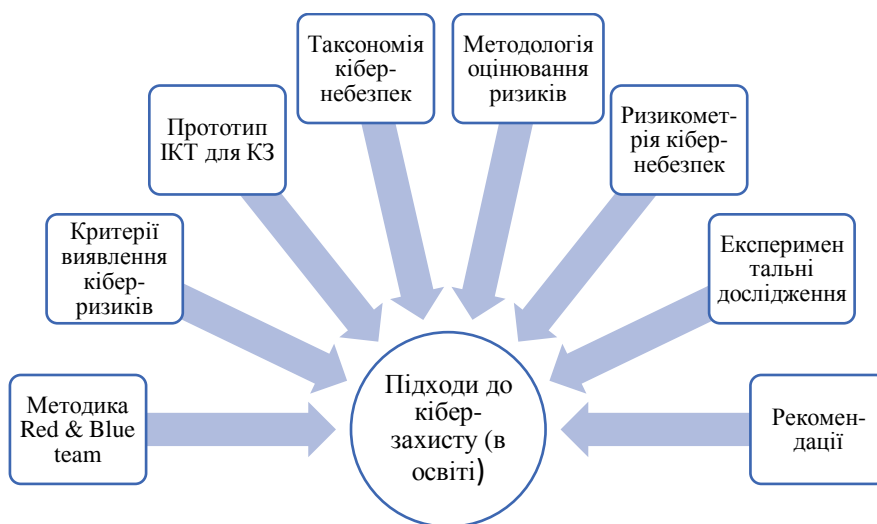 Методика
Red & Blue
team
Критерії
виявлення
кібер-
ризиків
Прототип
ІКТ для КЗ
Таксономія
кібер-
небезпек
Методологія
оцінювання
ризиків
Ризикомет-
рія кібер-
небезпек
Експеримен
тальні
дослідження
Рекомен-
дації
Підходи до
кібер-
захисту (в
освіті)